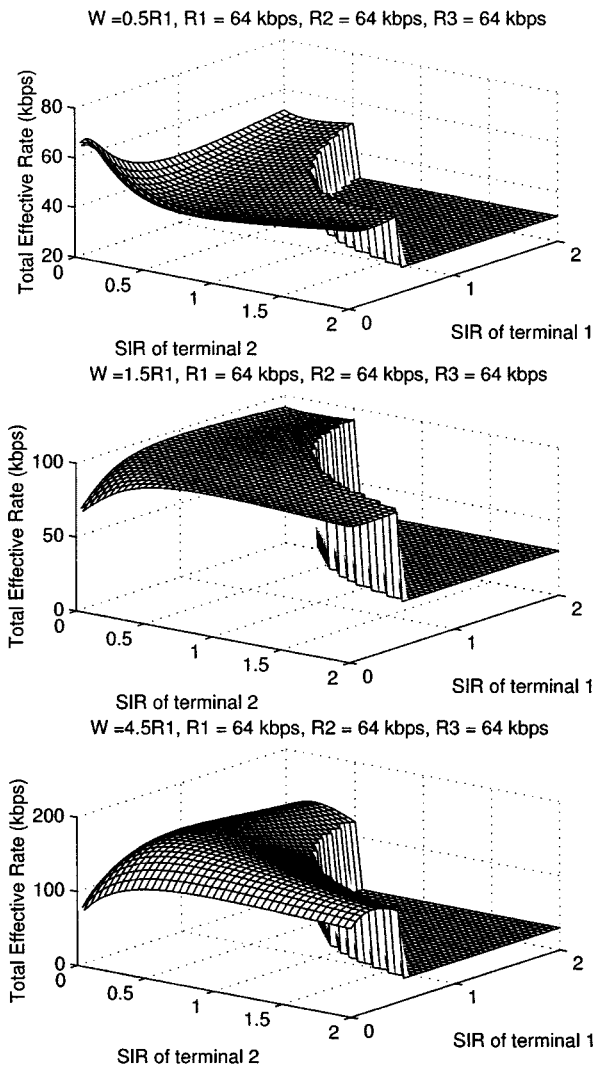 W =0.5R1, R1 = 64 kbps, R2 = 64 kbps, R3 = 64 kbps
Total Effective Rate (kbps)
80
60
40
20
0
0.5
1
1.5
2
0
1
2
SIR of terminal 2
SIR of terminal 1
W =1.5R1, R1 = 64 kbps, R2 = 64 kbps, R3 = 64 kbps
Total Effective Rate (kbps)
100
50
0
0
0.5
1
1.5
2
0
1
2
SIR of terminal 2
SIR of terminal 1
W =4.5R1, R1 = 64 kbps, R2 = 64 kbps, R3 = 64 kbps
Total Effective Rate (kbps)
200
100
0
0
0.5
1
1.5
2
0
1
2
SIR of terminal 2
SIR of terminal 1